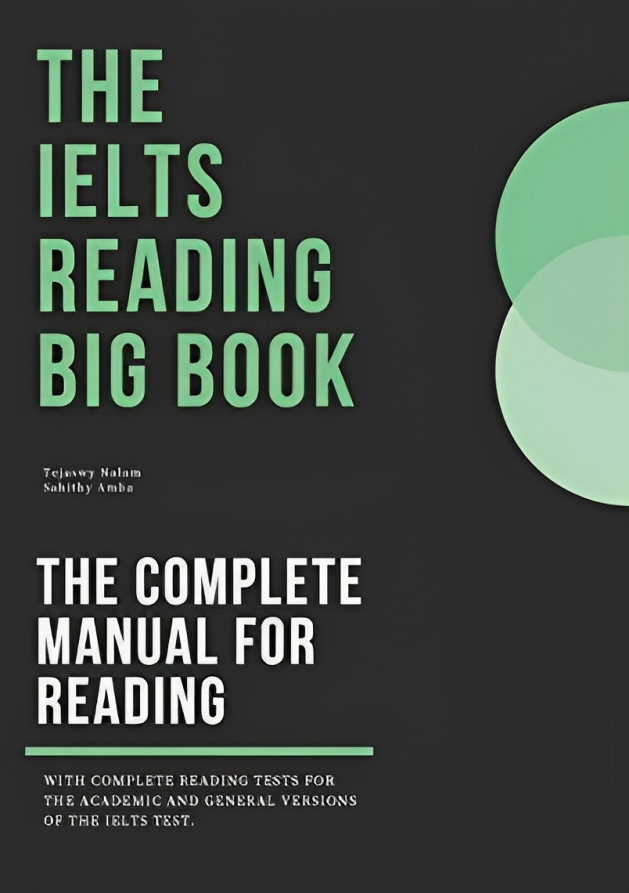 THE
IELTS
READING
BIG BOOK
Nalam
Sahithy Amba
THE COMPLETE
MANUAL FOR
READING
WITH COMPLETE READING TESTS FOR
THE ACADEMIC AND GENERAL VERSIONS
OF THE IELTS TEST.